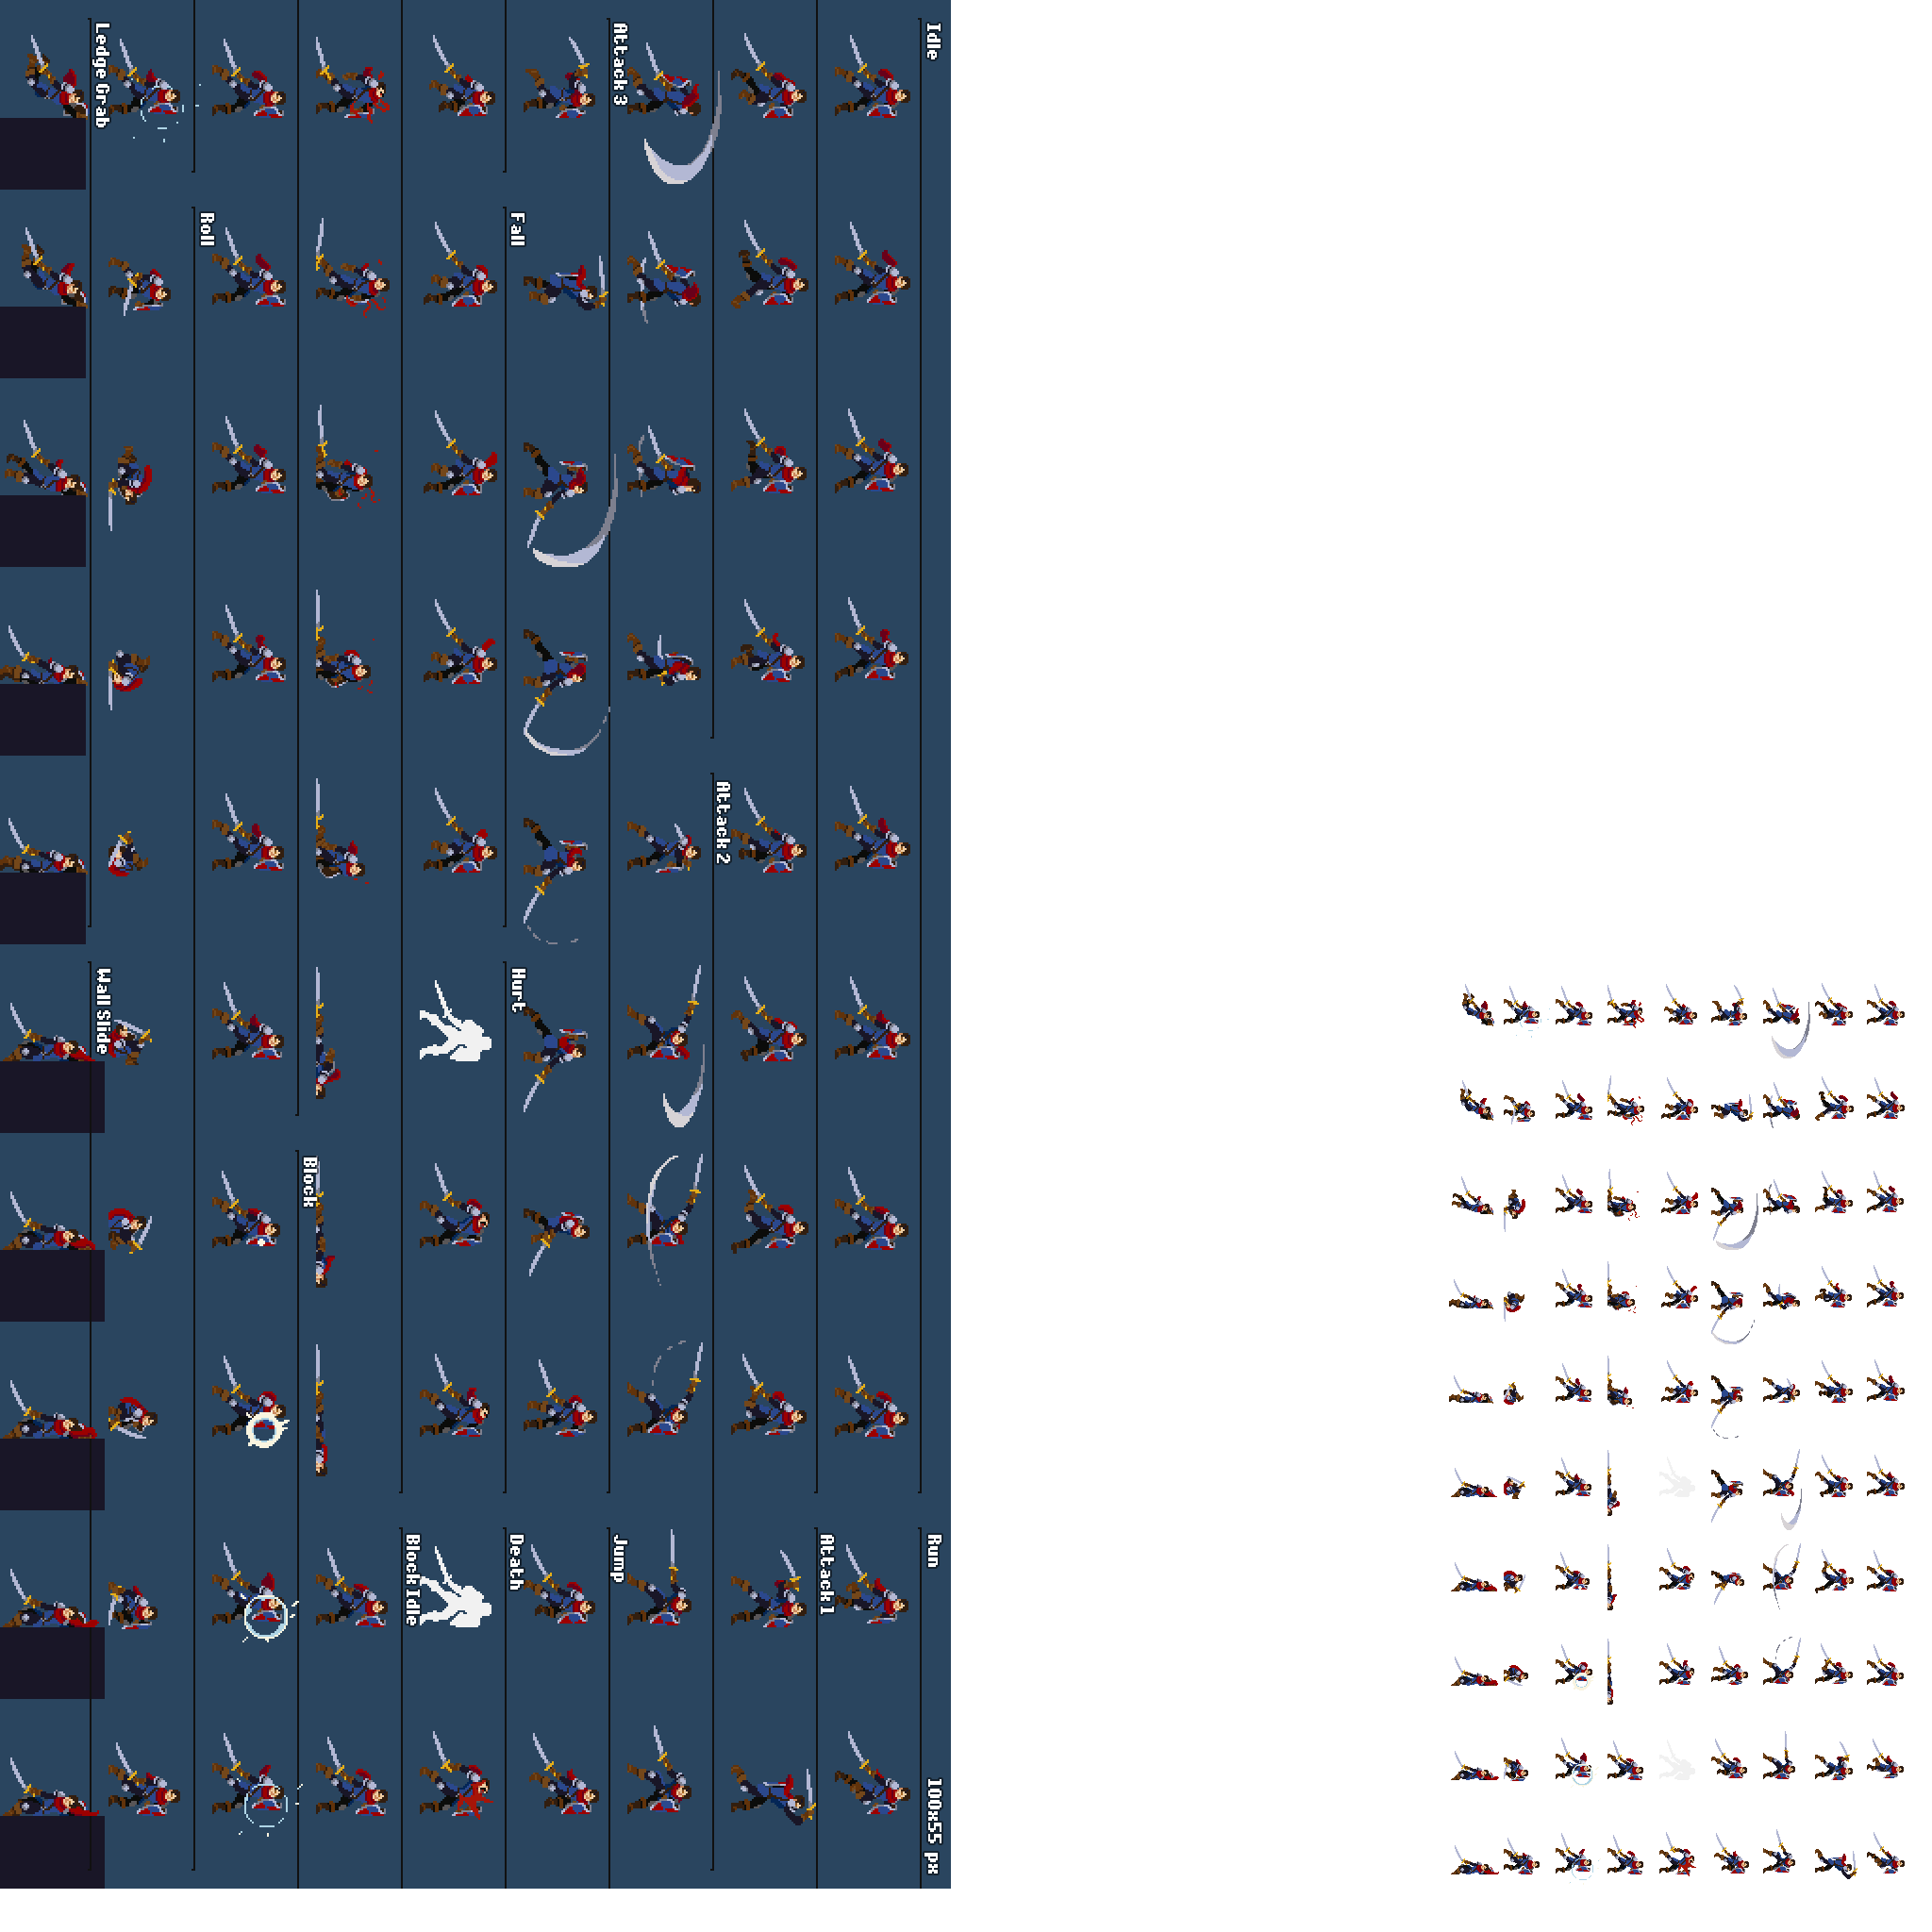 Idle
Run
100x55 px
Attack 1
Attack 2
Attack 3
Jump
Fall
Hurt
Death
Block Idle
Block
Roll
Ledge Grab
Wall Slide